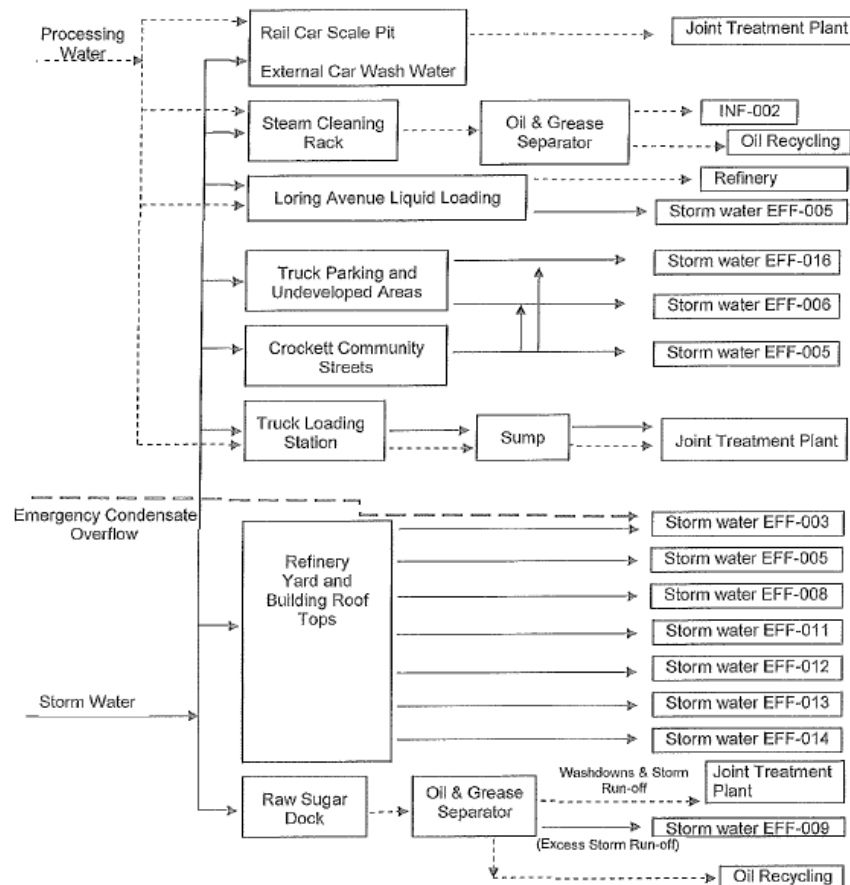 Processing
Water
Rail Car Scale Pit
External Car Wash Water
Joint Treatment Plant
Steam Cleaning
Rack
Oil & Grease
Separator
INF-002
Oil Recycling
Loring Avenue Liquid Loading
Refinery
Storm water EFF-005
Truck Parking and
Undeveloped Areas
Storm water EFF-016
Storm water EFF-006
Crockett Community
Streets
Storm water EFF-005
Truck Loading
Station
Sump
Joint Treatment Plant
Emergency Condensate
Overflow
Refinery
Yard and
Building Roof
Tops
Storm water EFF-003
Storm water EFF-005
Storm water EFF-008
Storm water EFF-011
Storm water EFF-012
Storm water EFF-013
Storm water EFF-014
Storm Water
Raw Sugar
Dock
Oil & Grease
Separator
Washdowns & Storm
Run-off
Joint Treatment
Plant
Storm water EFF-009
(Excess Storm Run-off)
Oil Recycling